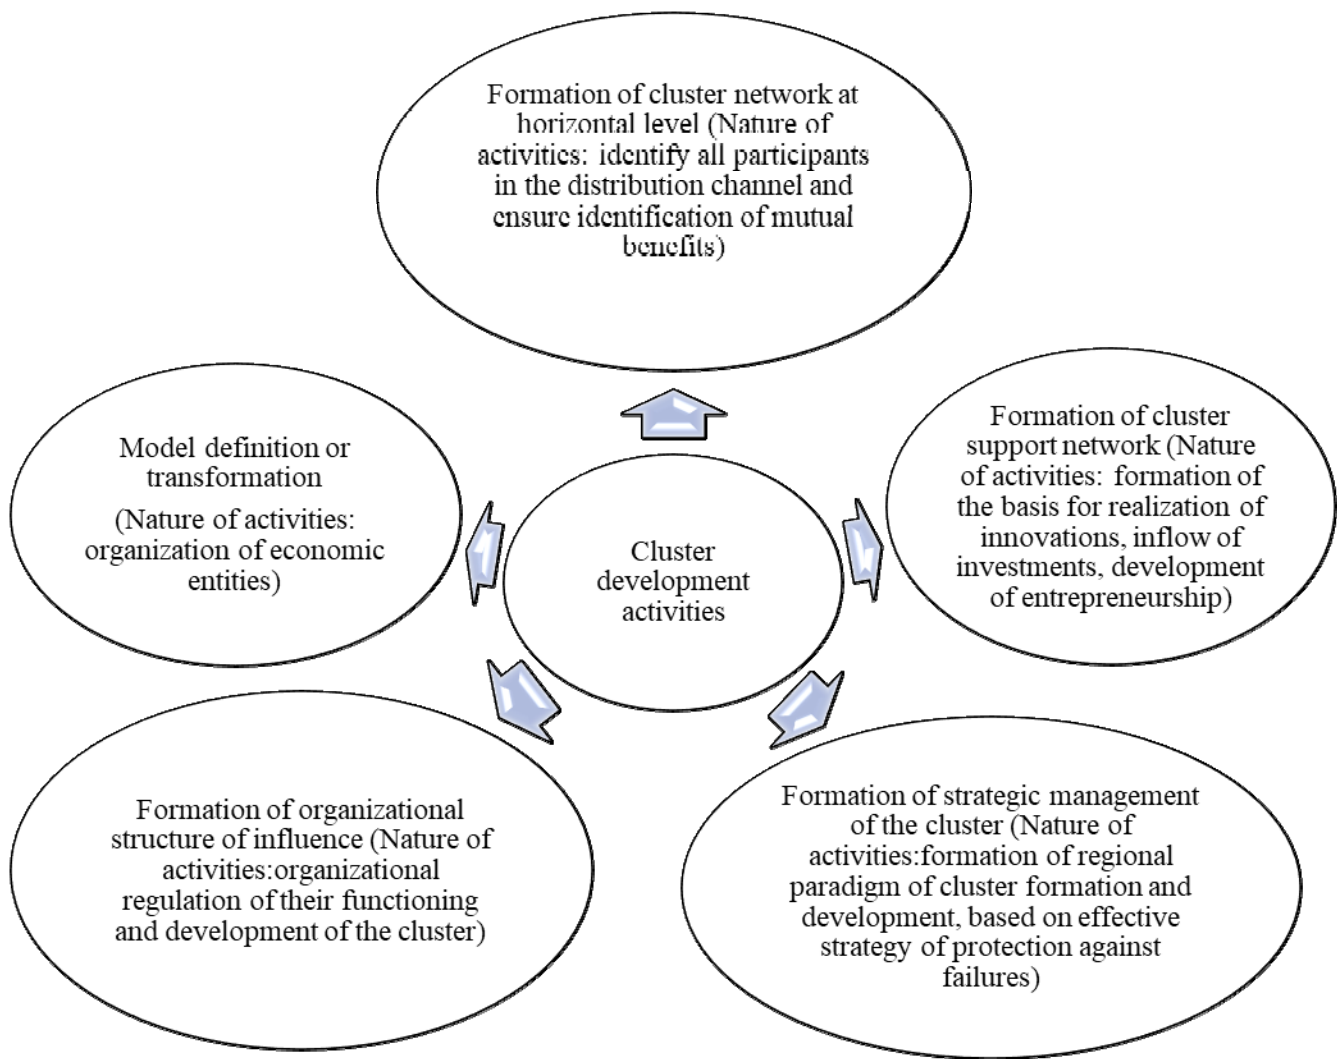 Formation of cluster network at
horizontal level (Nature of
activities: identify all participants
in the distribution channel and
ensure identification of mutual
benefits)
Model definition or
transformation
(Nature of activities:
organization of economic
entities)
Cluster
development
activities
Formation of cluster
support network (Nature
of activities: formation of
the basis for realization of
innovations, inflow of
investments, development
of entrepreneurship)
Formation of organizational
structure of influence (Nature of
activities:organizational
regulation of their functioning
and development of the cluster)
Formation of strategic management
of the cluster (Nature of
activities:formation of regional
paradigm of cluster formation and
development, based on effective
strategy of protection against
failures)